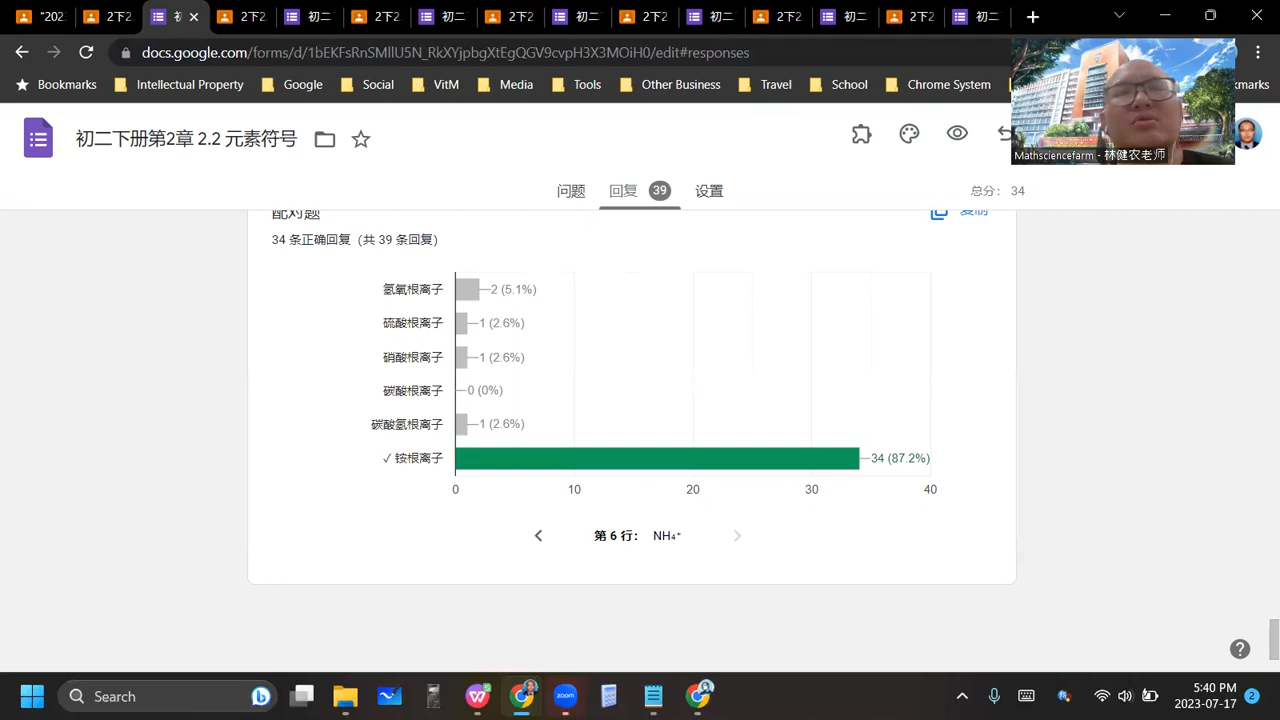 "202
2下2
初
2下2
初二
2下2
初二
2下2
初二
2下2
初二
2下2
初二
2下2
初二
docs.google.com/forms/d/1bEKFsXnSMllU5N_RkXvipbgXtEgCGV9cvpH3X3MOiH0/edit#responses
Bookmarks
Intellectual Property
Google
Social
VitM
Media
Tools
Other Business
Travel
School
Chrome System
初二下册第2章 2.2 元素符号
Mathsciencefarm - 林健农老师
问题
回复
39
设置
总分: 34
配对题
复制
34 条正确回复（共 39 条回复）
氢氧根离子
2 (5.1%)
硫酸根离子
1 (2.6%)
硝酸根离子
1 (2.6%)
碳酸根离子
0 (0%)
碳酸氢根离子
1 (2.6%)
✓ 铵根离子
34 (87.2%)
0
10
20
30
40
第 6 行：
NH₄⁺
Search
5:40 PM
2023-07-17
2